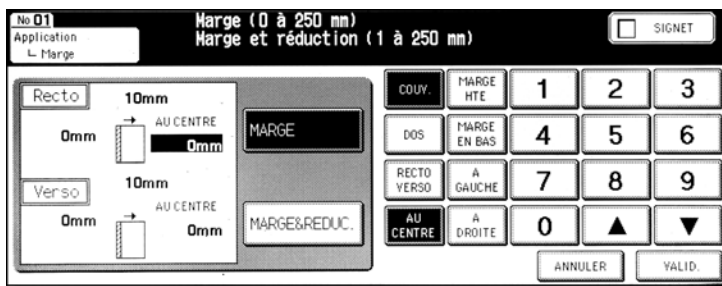 No 01
Application
Marge
Marge (0 à 250 mm)
Marge et réduction (1 à 250 mm)
SIGNET
Recto
10mm
0mm
AU CENTRE
0mm
Verso
10mm
0mm
AU CENTRE
0mm
MARGE
MARGE&REDUC.
COUV.
MARGE
HTE
1 2 3
DOS
MARGE
EN BAS
4 5 6
RECTO
VERSO
A
GAUCHE
7 8 9
AU
CENTRE
A
DROITE
0 ▲ ▼
ANNULER
VALID.